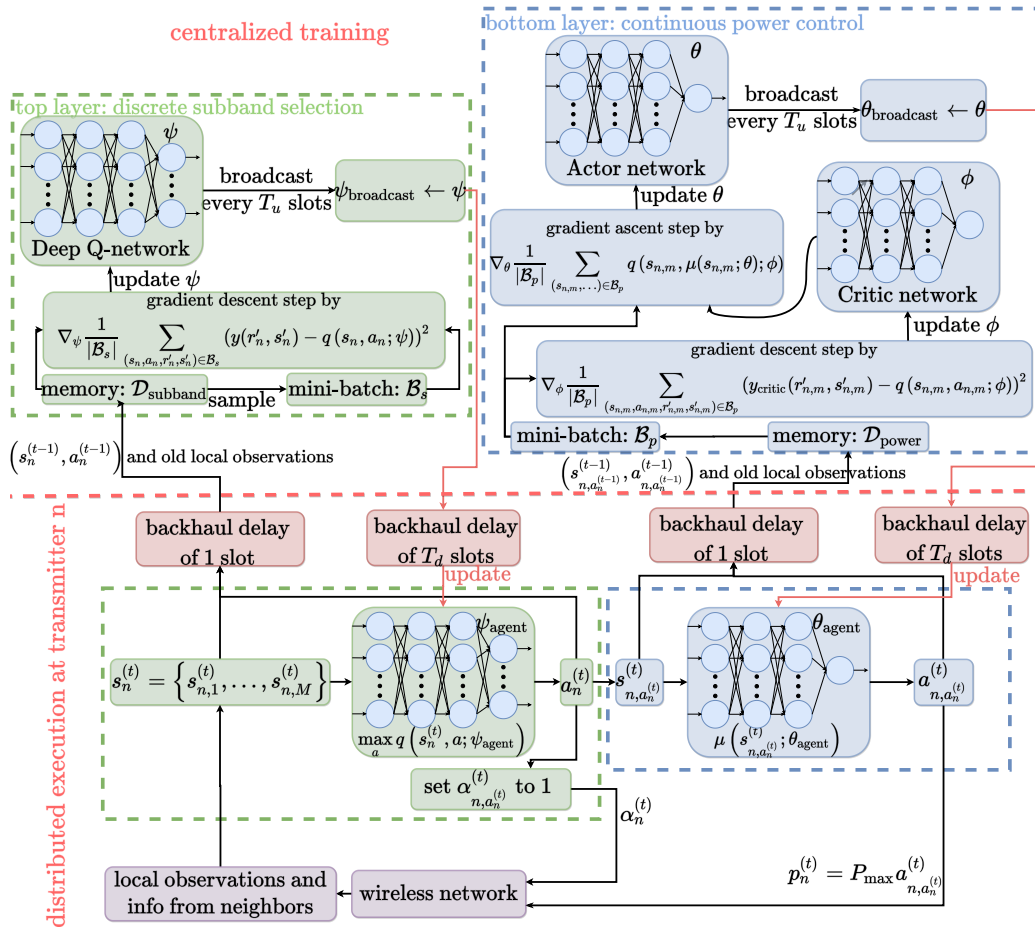 centralized training
bottom layer: continuous power control
top layer: discrete subband selection
ψ
Deep Q-network
broadcast
every T_u slots
ψ_broadcast ← ψ
update ψ
gradient descent step by
∇_ψ 1/|ℬ_s| ∑_{(s_n,a_n,r′_n,s′_n)∈ℬ_s} (y(r′_n, s′_n) − q(s_n, a_n; ψ))²
memory: 𝒟_subband
sample
mini-batch: ℬ_s
θ
Actor network
broadcast
every T_u slots
θ_broadcast ← θ
update θ
gradient ascent step by
∇_θ 1/|ℬ_p| ∑_{(s_{n,m},...)∈ℬ_p} q(s_{n,m}, μ(s_{n,m}; θ); ϕ)
ϕ
Critic network
update ϕ
gradient descent step by
∇_ϕ 1/|ℬ_p| ∑_{(s_{n,m},a_{n,m},r′_{n,m},s′_{n,m})∈ℬ_p} (y_critic(r′_{n,m}, s′_{n,m}) − q(s_{n,m}, a_{n,m}; ϕ))²
mini-batch: ℬ_p
memory: 𝒟_power
(s_n^{(t−1)}, a_n^{(t−1)}) and old local observations
(s_{n,a_n^{(t−1)}}^{(t−1)}, a_{n,a_n^{(t−1)}}^{(t−1)}) and old local observations
distributed execution at transmitter n
backhaul delay
of 1 slot
backhaul delay
of T_d slots
update
backhaul delay
of 1 slot
backhaul delay
of T_d slots
update
s_n^{(t)} = {s_{n,1}^{(t)}, . . . , s_{n,M}^{(t)}}
ψ_agent
max_a q(s_n^{(t)}, a; ψ_agent)
a_n^{(t)}
s_{n,a_n^{(t)}}^{(t)}
θ_agent
μ(s_{n,a_n^{(t)}}^{(t)}; θ_agent)
a_{n,a_n^{(t)}}^{(t)}
set α_{n,a_n^{(t)}}^{(t)} to 1
α_n^{(t)}
p_n^{(t)} = P_max a_{n,a_n^{(t)}}^{(t)}
local observations and
info from neighbors
wireless network